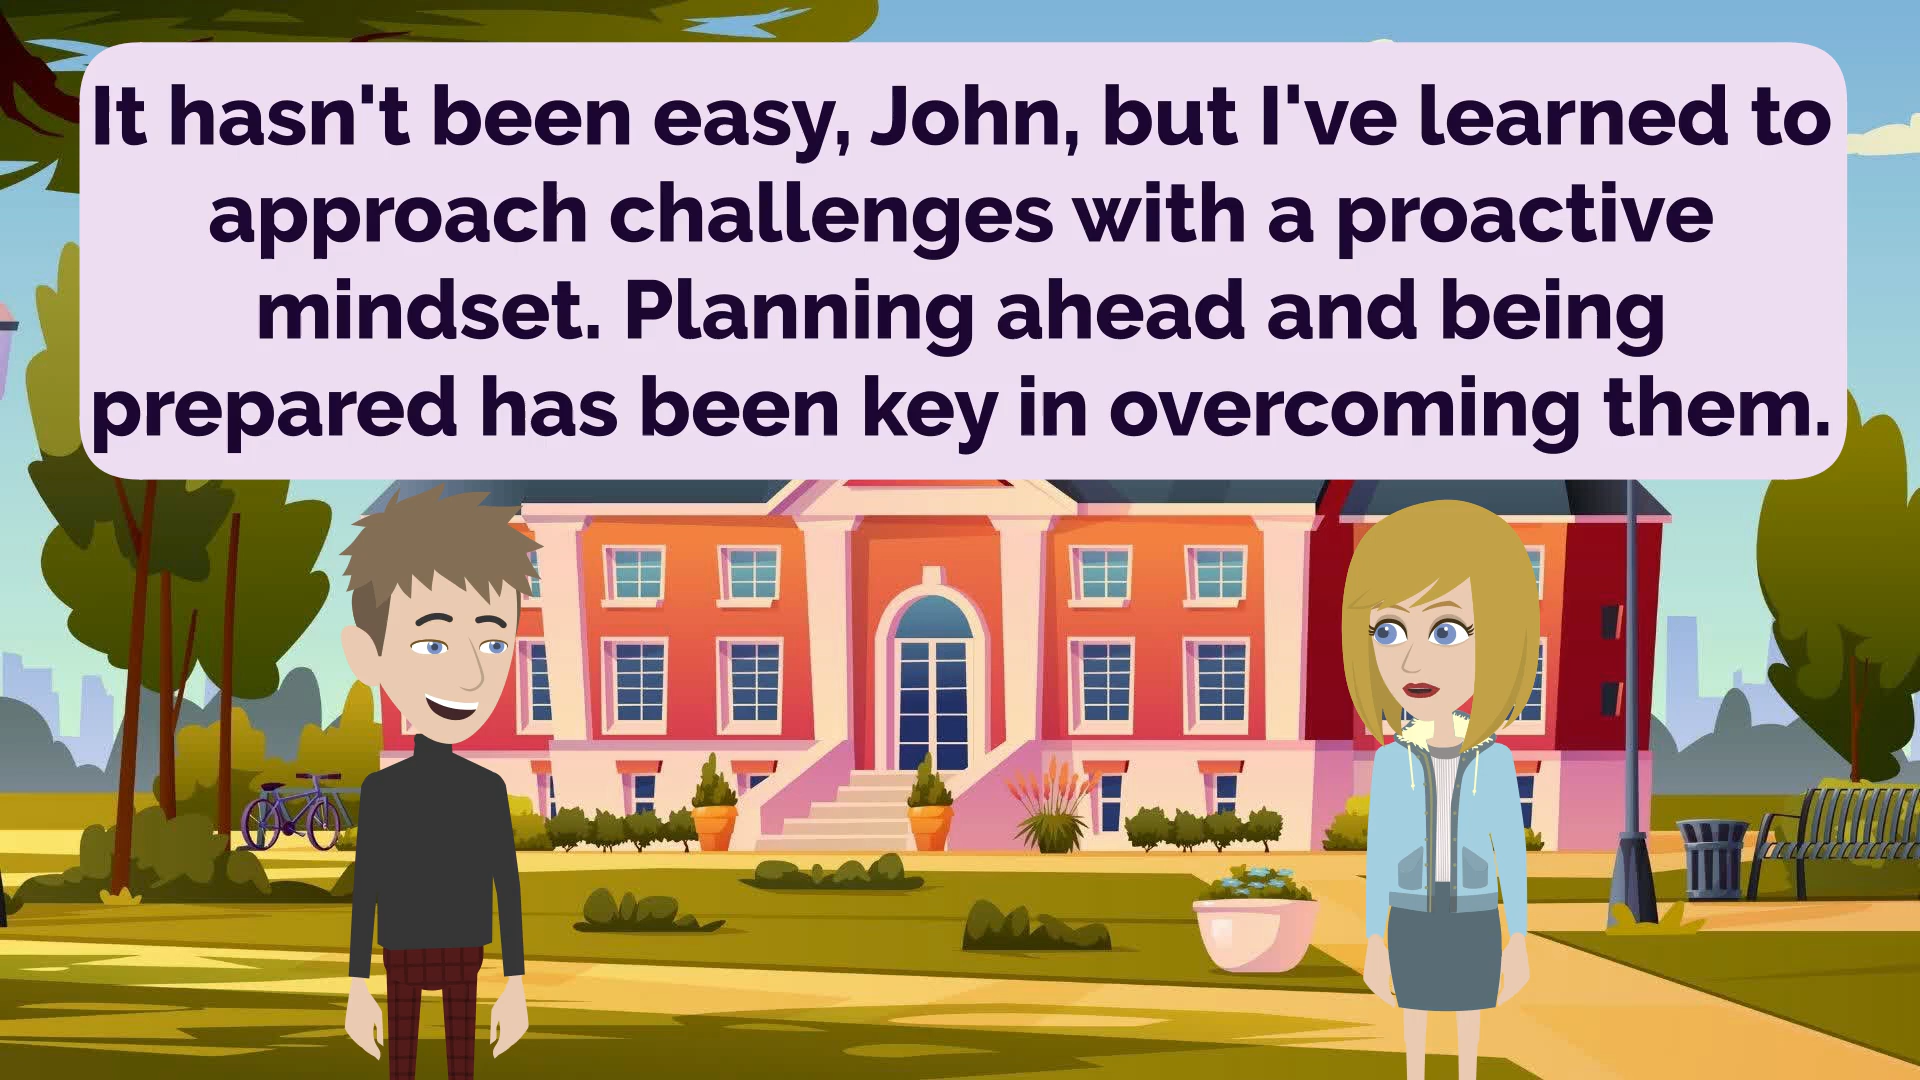 It hasn't been easy, John, but I've learned to
approach challenges with a proactive
mindset. Planning ahead and being
prepared has been key in overcoming them.